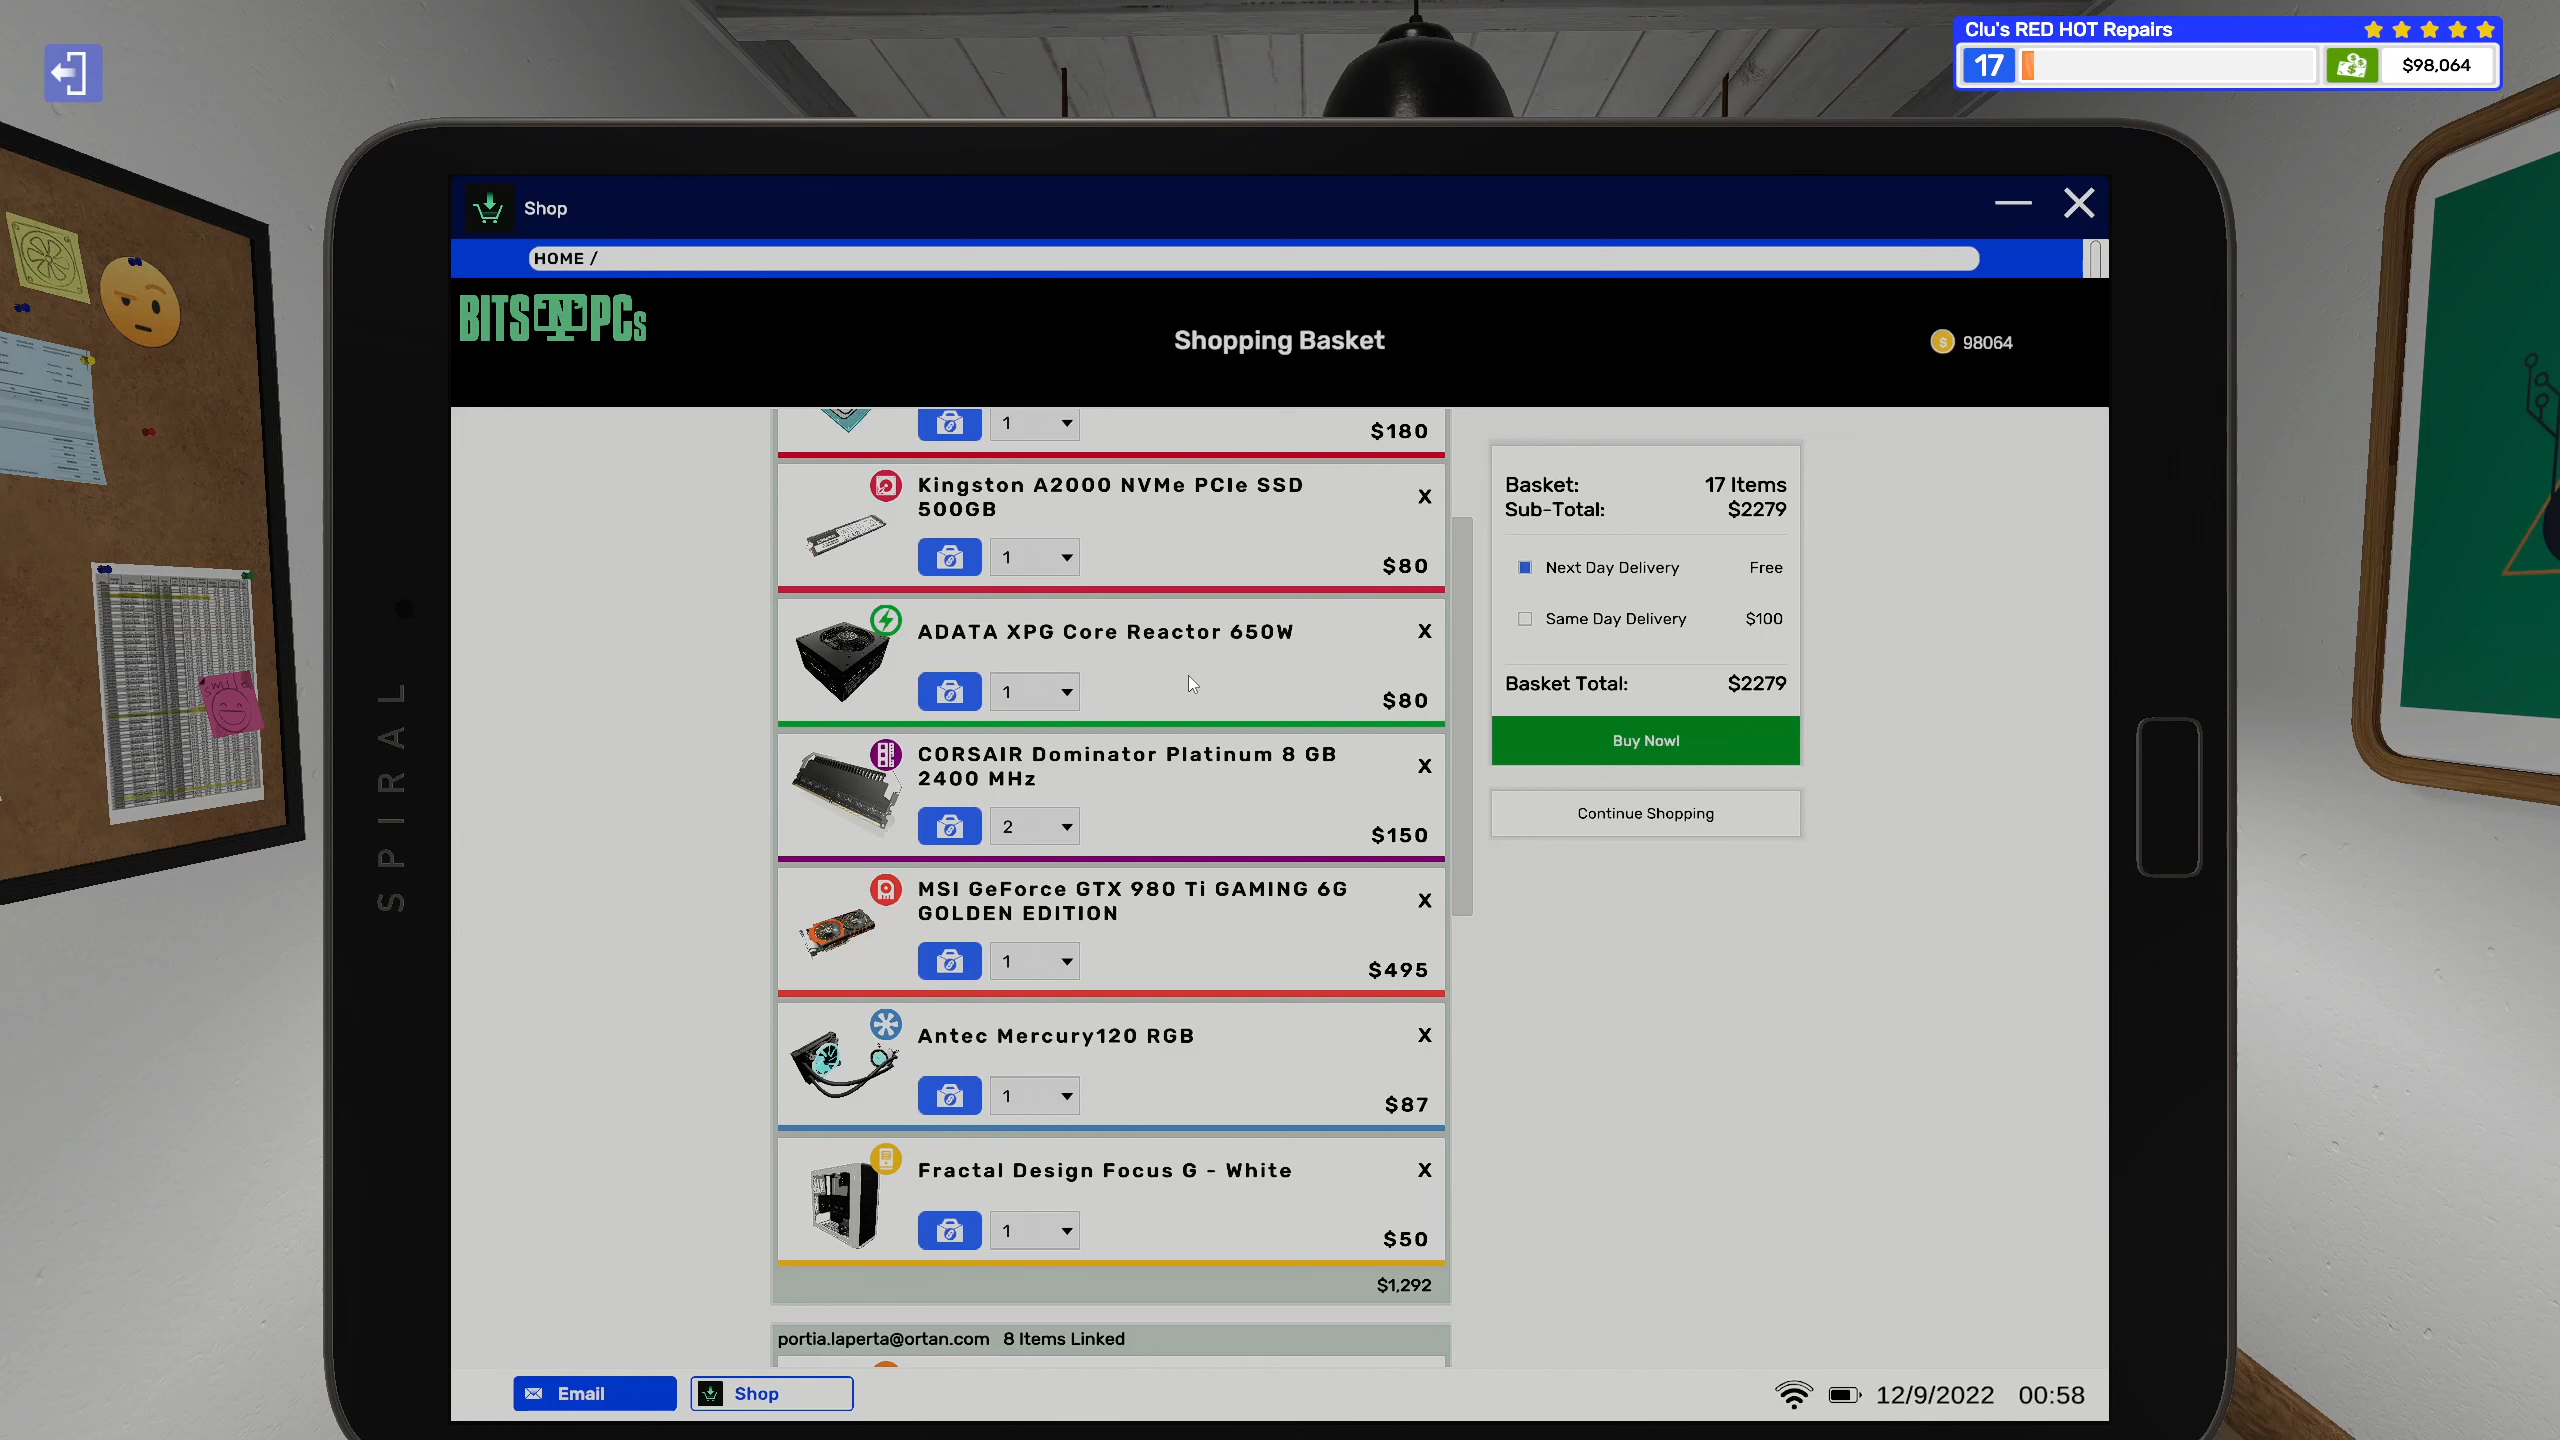 Clu's RED HOT Repairs
17
$98,064
Shop
HOME /
BITS N PCs
Shopping Basket
98064
1
$180
Kingston A2000 NVMe PCIe SSD
500GB
X
1
$80
ADATA XPG Core Reactor 650W
X
1
$80
CORSAIR Dominator Platinum 8 GB
2400 MHz
X
2
$150
MSI GeForce GTX 980 Ti GAMING 6G
GOLDEN EDITION
X
1
$495
Antec Mercury120 RGB
X
1
$87
Fractal Design Focus G - White
X
1
$50
$1,292
portia.laperta@ortan.com 8 Items Linked
Basket: 17 Items
Sub-Total: $2279
Next Day Delivery Free
Same Day Delivery $100
Basket Total: $2279
Buy Now!
Continue Shopping
SPIRAL
smile
Email
Shop
12/9/2022 00:58